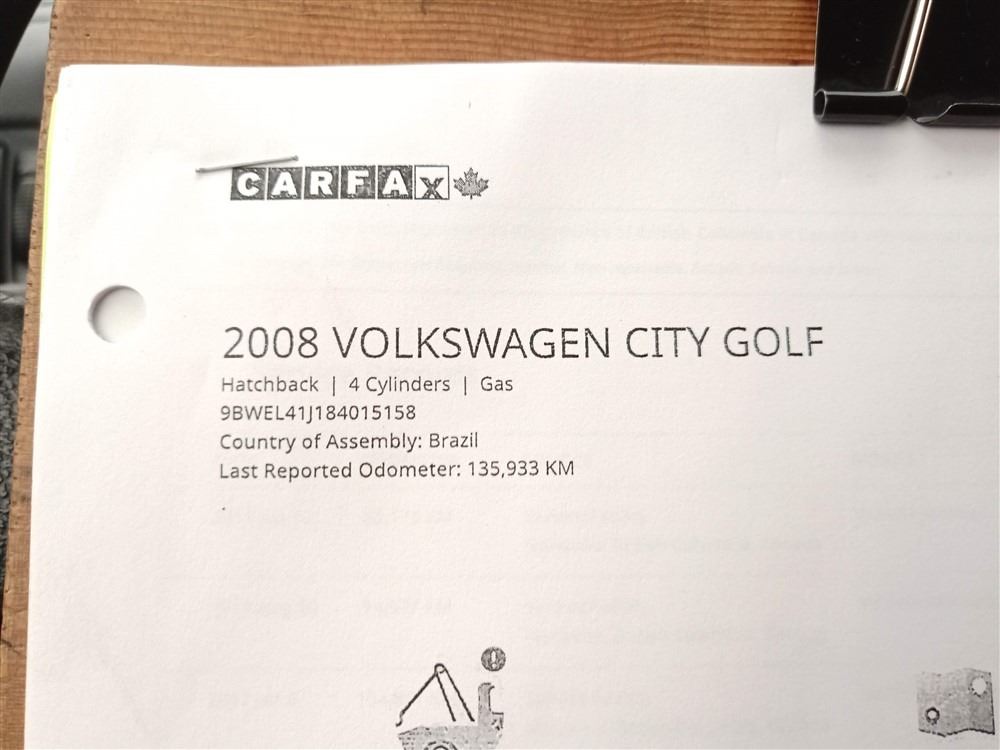 CARFAX
2008 VOLKSWAGEN CITY GOLF
Hatchback | 4 Cylinders | Gas
9BWEL41J184015158
Country of Assembly: Brazil
Last Reported Odometer: 135,933 KM